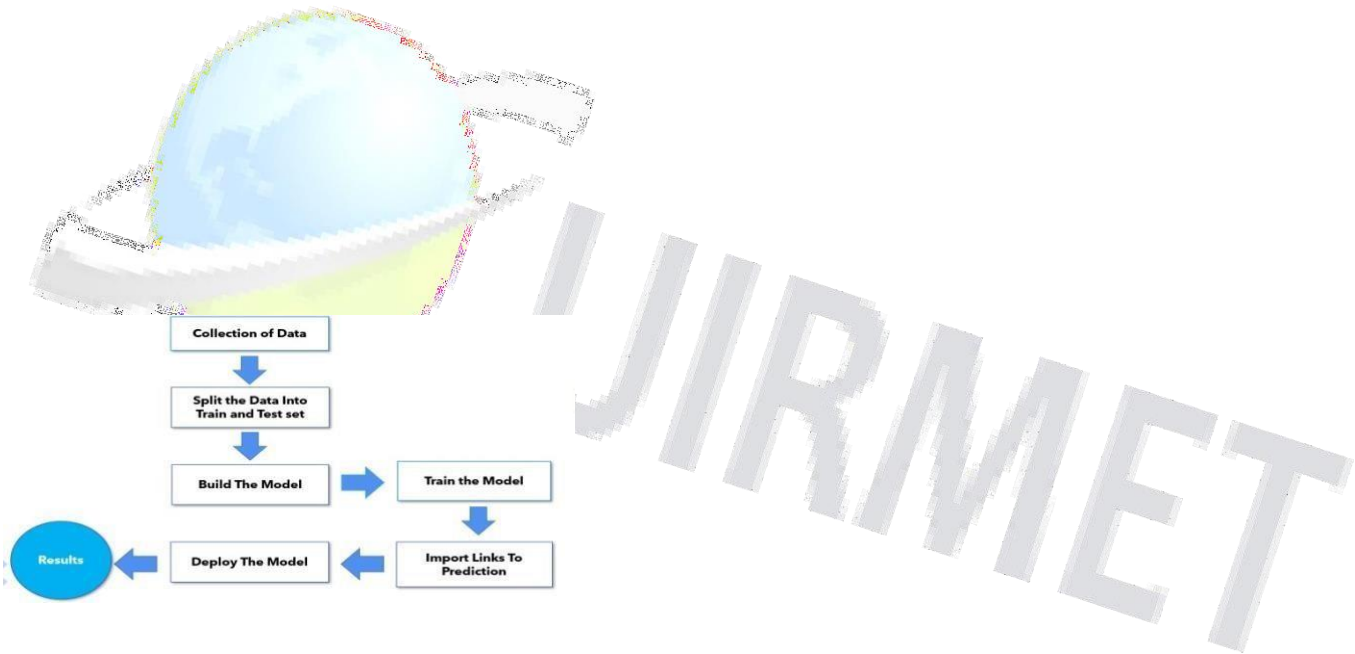 IJIRMET
Collection of Data
Split the Data Into
Train and Test set
Build The Model
Train the Model
Import Links To
Prediction
Deploy The Model
Results